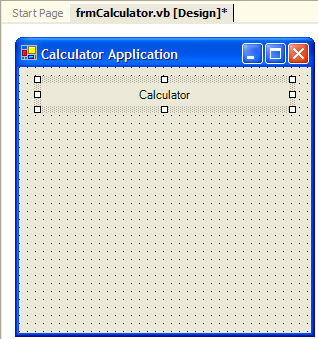 Start Page frmCalculator.vb [Design]*
Calculator Application
Calculator